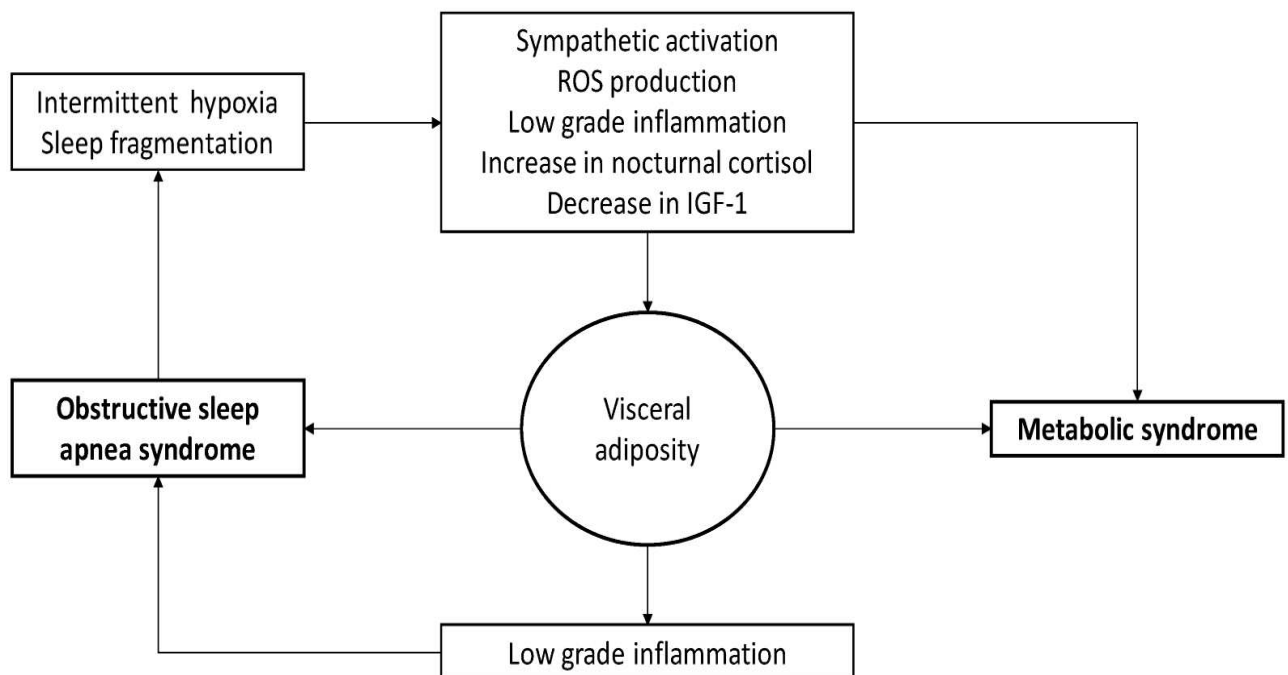 Intermittent hypoxia
Sleep fragmentation
Sympathetic activation
ROS production
Low grade inflammation
Increase in nocturnal cortisol
Decrease in IGF-1
Obstructive sleep
apnea syndrome
Visceral
adiposity
Metabolic syndrome
Low grade inflammation